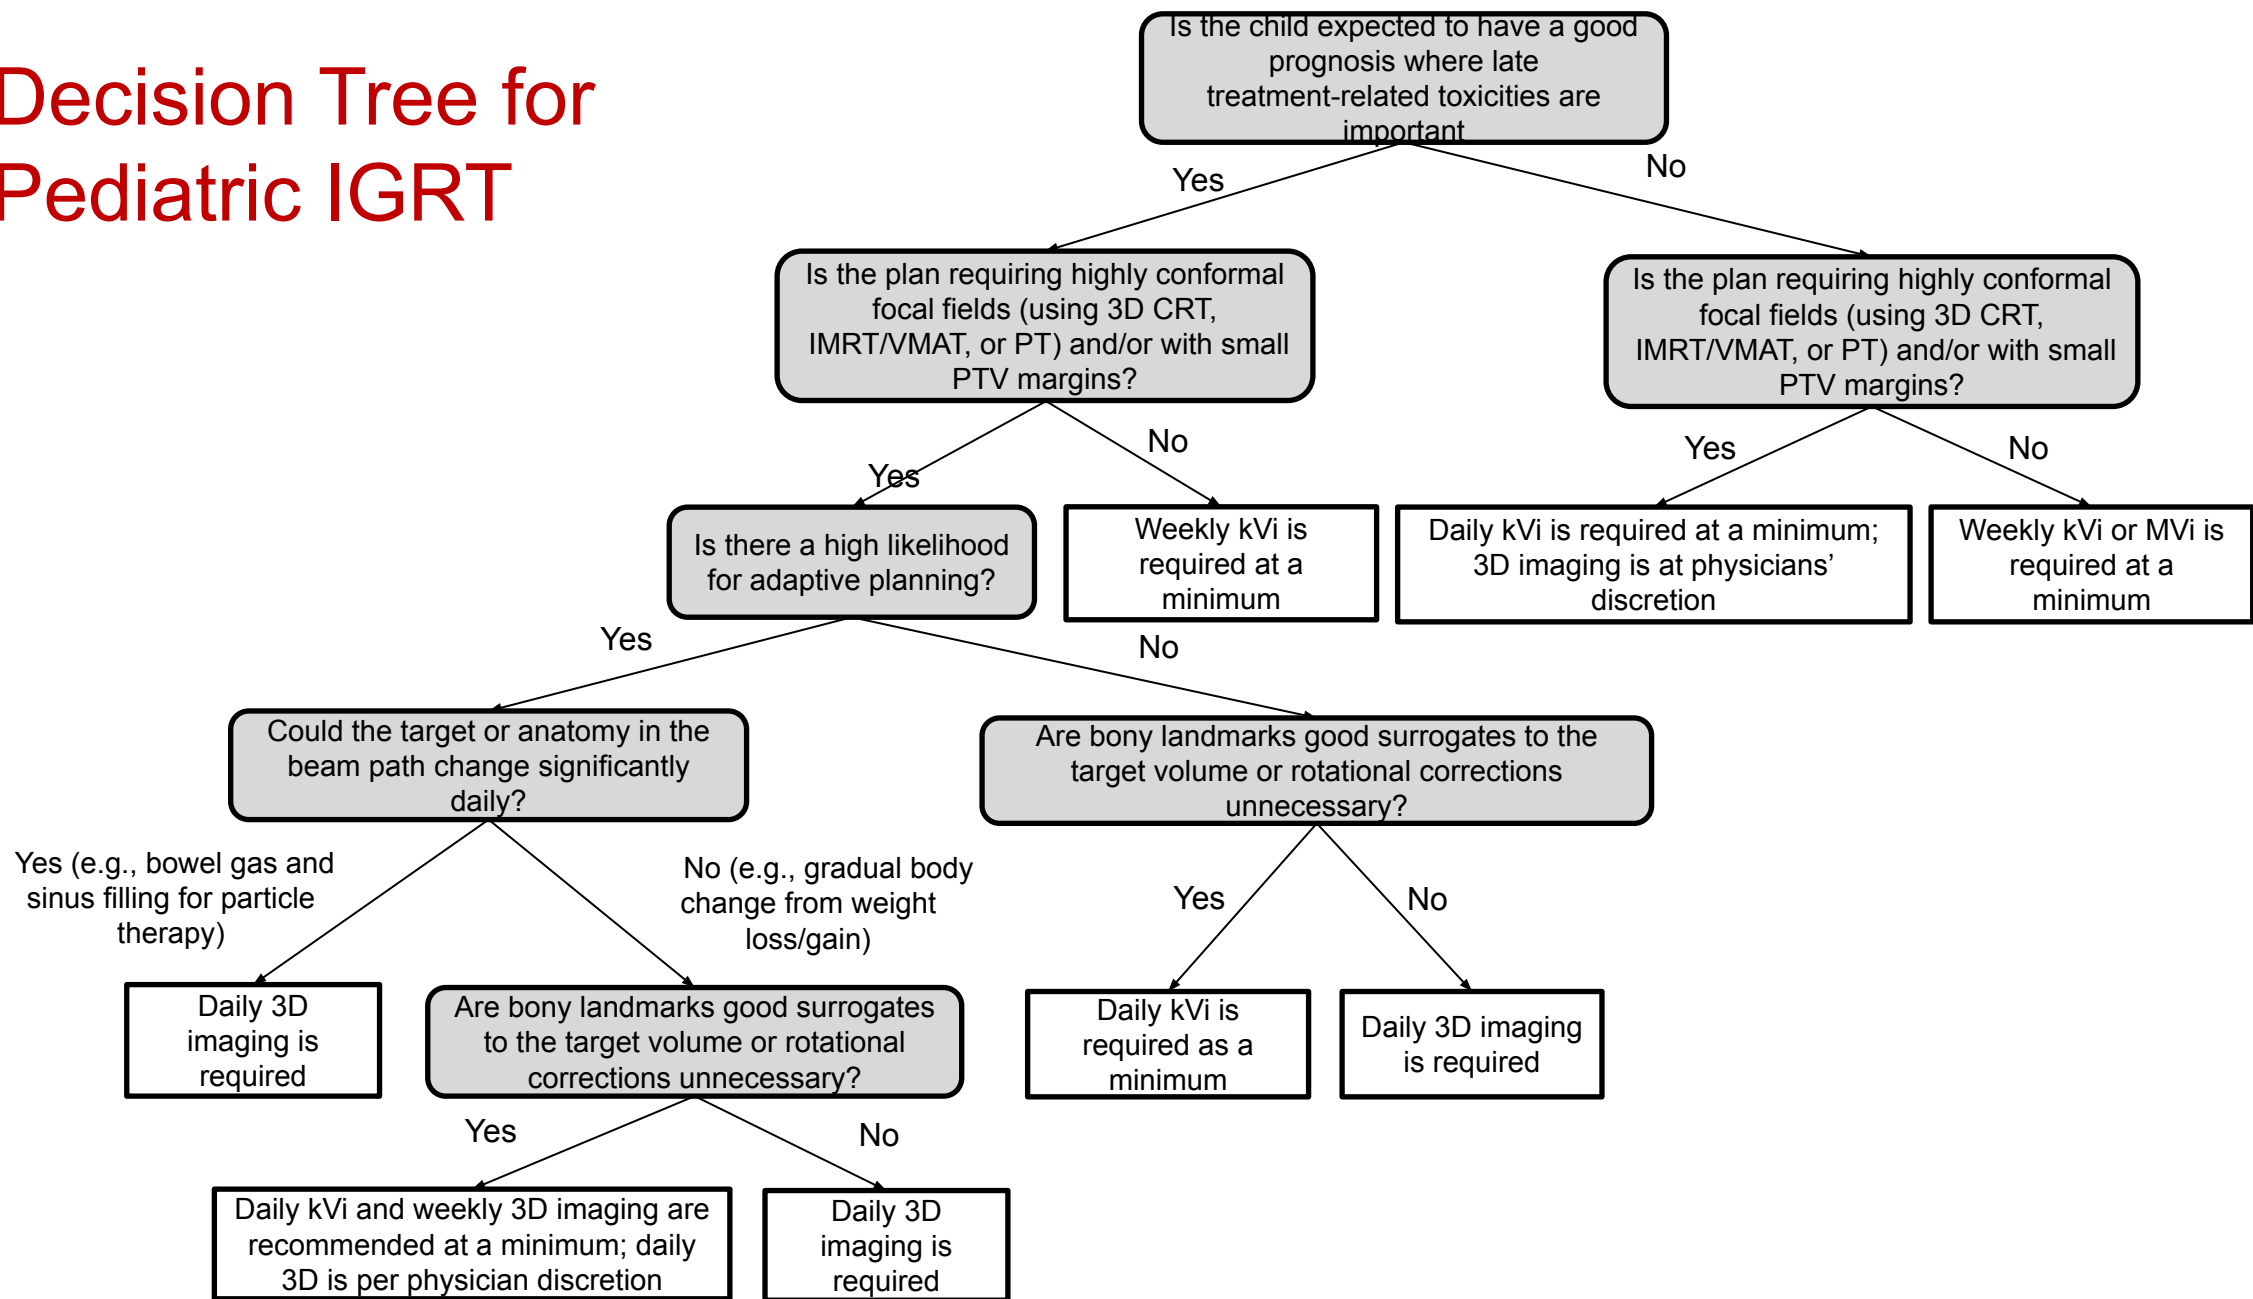 Decision Tree for
Pediatric IGRT
Is the child expected to have a good
prognosis where late
treatment-related toxicities are
important
Yes
No
Is the plan requiring highly conformal
focal fields (using 3D CRT,
IMRT/VMAT, or PT) and/or with small
PTV margins?
Is the plan requiring highly conformal
focal fields (using 3D CRT,
IMRT/VMAT, or PT) and/or with small
PTV margins?
Yes
No
Yes
No
Is there a high likelihood
for adaptive planning?
Weekly kVi is
required at a
minimum
Daily kVi is required at a minimum;
3D imaging is at physicians’
discretion
Weekly kVi or MVi is
required at a
minimum
Yes
No
Could the target or anatomy in the
beam path change significantly
daily?
Are bony landmarks good surrogates to the
target volume or rotational corrections
unnecessary?
Yes (e.g., bowel gas and
sinus filling for particle
therapy)
No (e.g., gradual body
change from weight
loss/gain)
Yes
No
Daily 3D
imaging is
required
Are bony landmarks good surrogates
to the target volume or rotational
corrections unnecessary?
Daily kVi is
required as a
minimum
Daily 3D imaging
is required
Yes
No
Daily kVi and weekly 3D imaging are
recommended at a minimum; daily
3D is per physician discretion
Daily 3D
imaging is
required